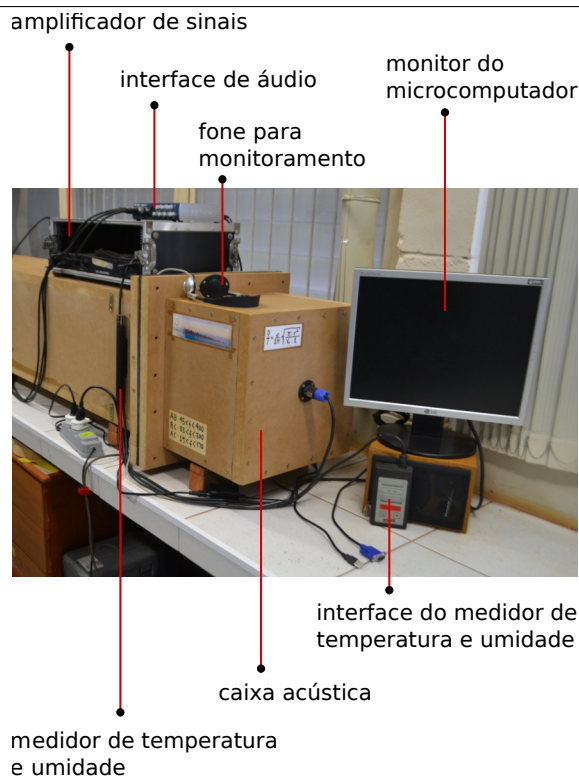 amplificador de sinais
interface de áudio
monitor do
microcomputador
fone para
monitoramento
LG
interface do medidor de
temperatura e umidade
caixa acústica
medidor de temperatura
e umidade